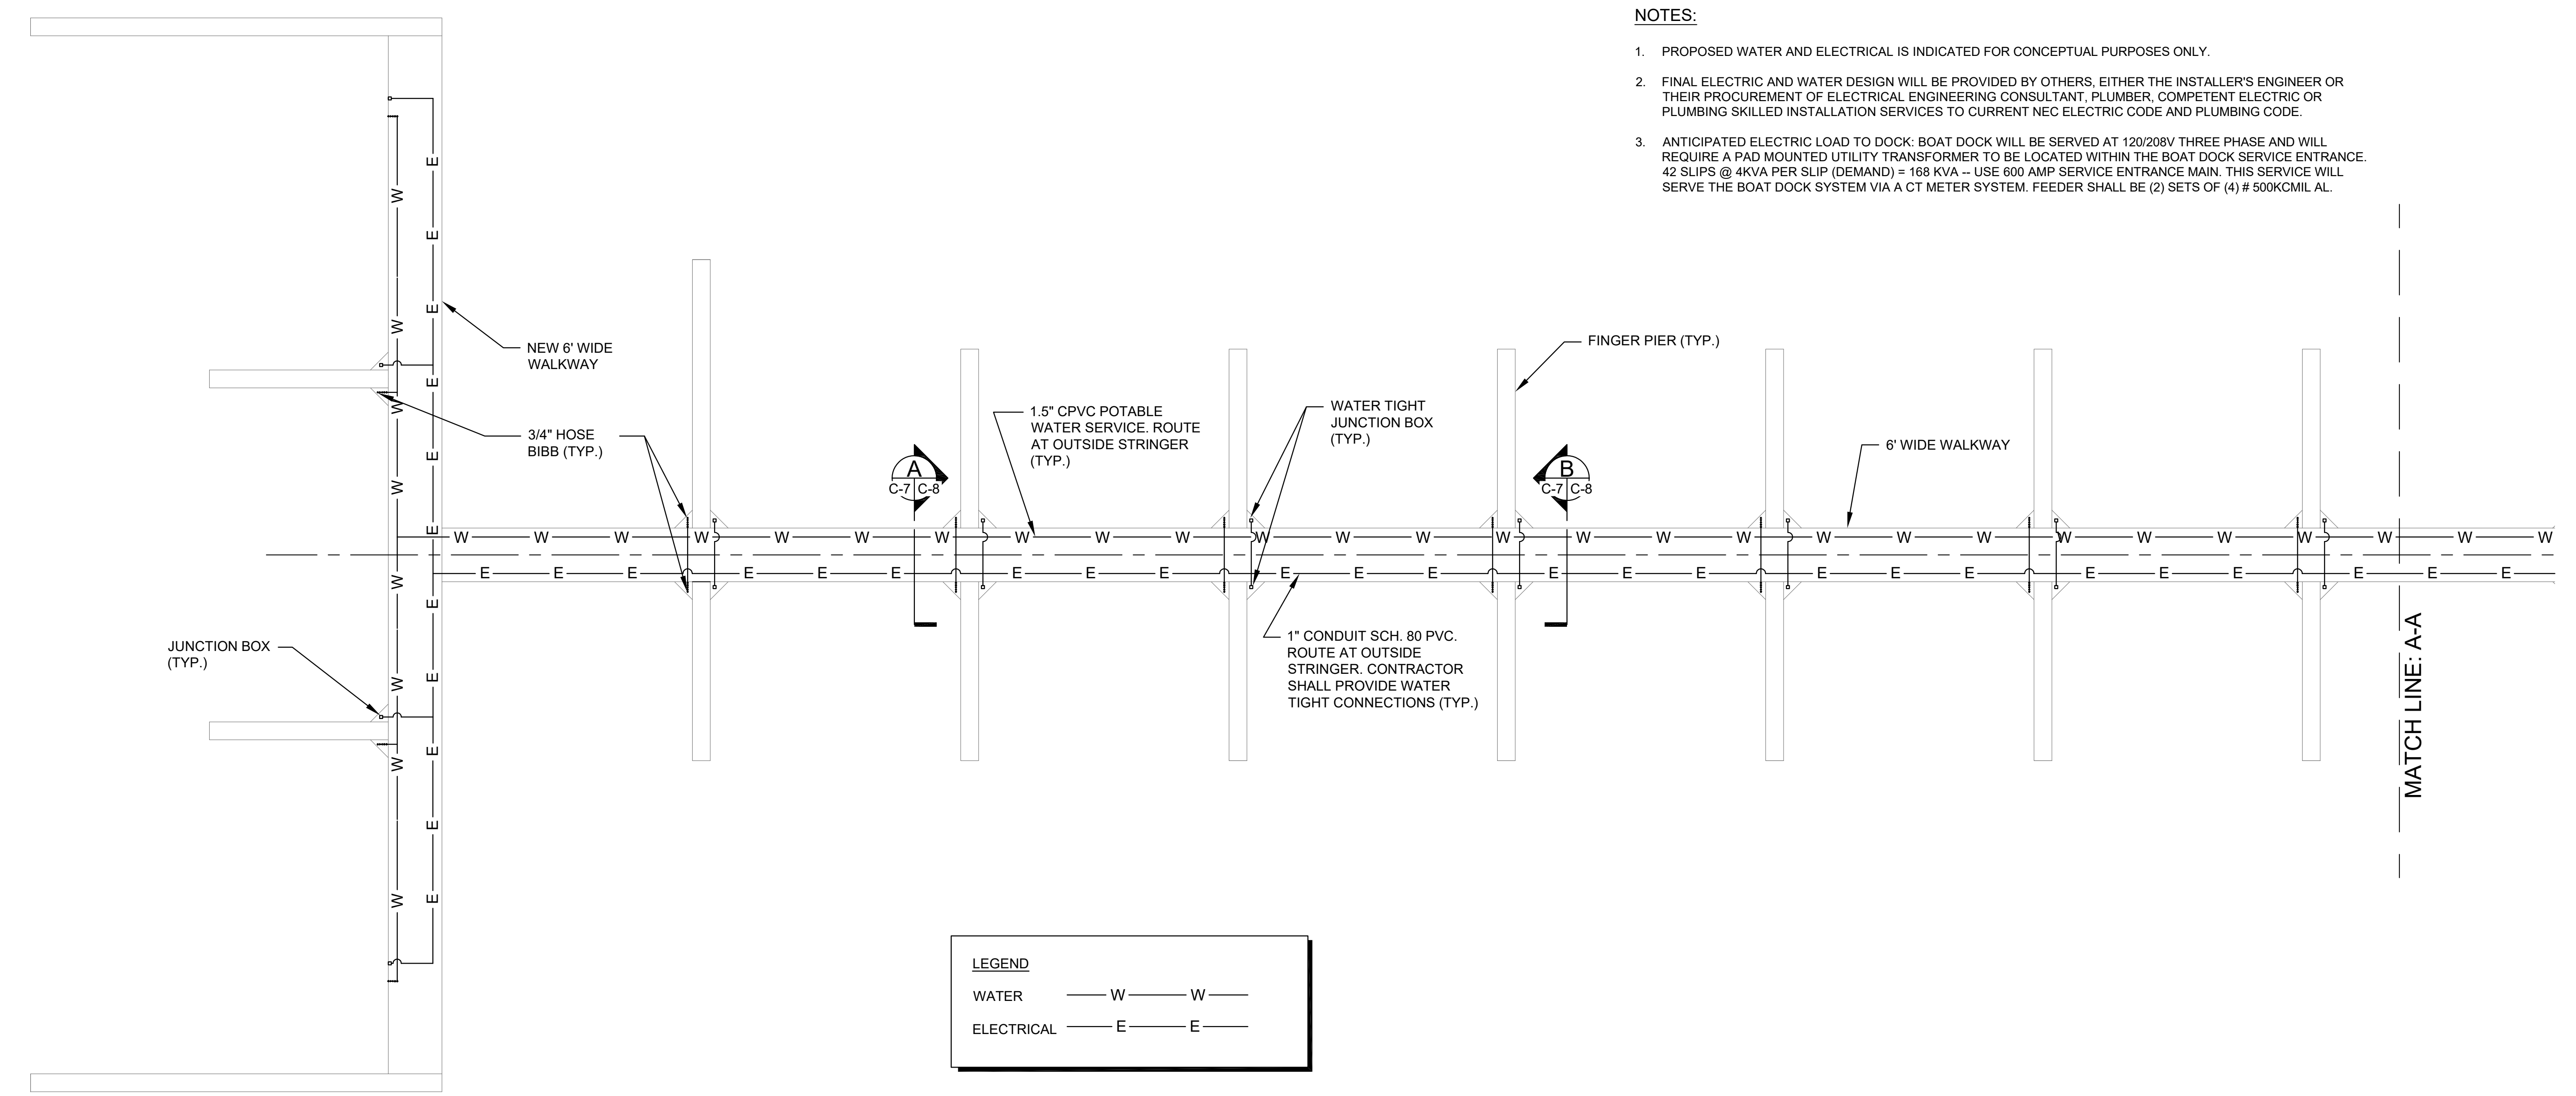 NOTES:
1. PROPOSED WATER AND ELECTRICAL IS INDICATED FOR CONCEPTUAL PURPOSES ONLY.
2. FINAL ELECTRIC AND WATER DESIGN WILL BE PROVIDED BY OTHERS, EITHER THE INSTALLER'S ENGINEER OR
THEIR PROCUREMENT OF ELECTRICAL ENGINEERING CONSULTANT, PLUMBER, COMPETENT ELECTRIC OR
PLUMBING SKILLED INSTALLATION SERVICES TO CURRENT NEC ELECTRIC CODE AND PLUMBING CODE.
3. ANTICIPATED ELECTRIC LOAD TO DOCK: BOAT DOCK WILL BE SERVED AT 120/208V THREE PHASE AND WILL
REQUIRE A PAD MOUNTED UTILITY TRANSFORMER TO BE LOCATED WITHIN THE BOAT DOCK SERVICE ENTRANCE.
42 SLIPS @ 4KVA PER SLIP (DEMAND) = 168 KVA -- USE 600 AMP SERVICE ENTRANCE MAIN. THIS SERVICE WILL
SERVE THE BOAT DOCK SYSTEM VIA A CT METER SYSTEM. FEEDER SHALL BE (2) SETS OF (4) # 500KCMIL AL.
NEW 6' WIDE
WALKWAY
3/4" HOSE
BIBB (TYP.)
1.5" CPVC POTABLE
WATER SERVICE. ROUTE
AT OUTSIDE STRINGER
(TYP.)
WATER TIGHT
JUNCTION BOX
(TYP.)
FINGER PIER (TYP.)
6' WIDE WALKWAY
A
C-7 C-8
B
C-7 C-8
W W W W W W W W W W W W W W W W W W W W W W W W W W W
E E E E E E E E E E E E E E E E E E E E E E E E
W W W W W W W W
E E E E E E E E E E E
JUNCTION BOX
(TYP.)
1" CONDUIT SCH. 80 PVC.
ROUTE AT OUTSIDE
STRINGER. CONTRACTOR
SHALL PROVIDE WATER
TIGHT CONNECTIONS (TYP.)
MATCH LINE: A-A
LEGEND
WATER W W
ELECTRICAL E E